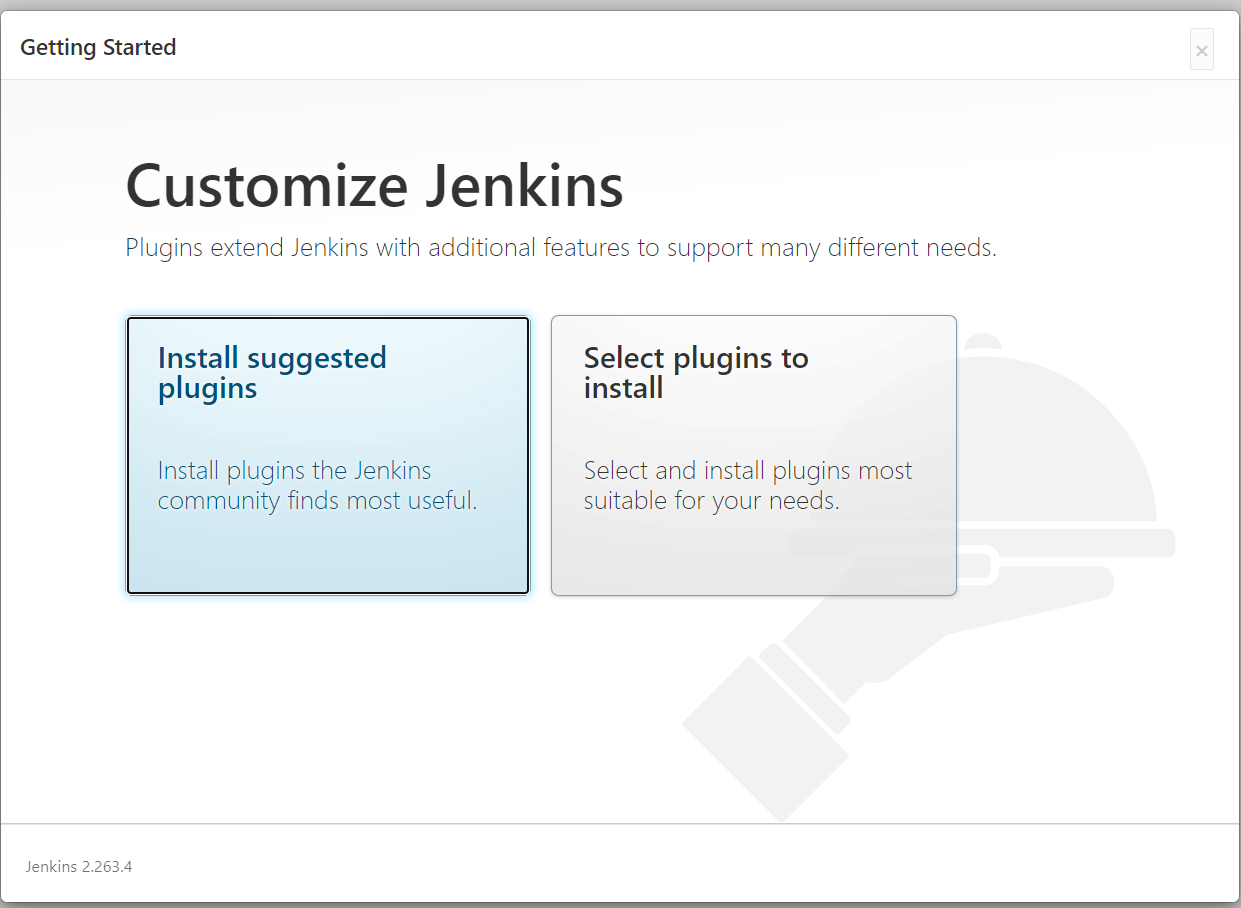 Getting Started
×
Customize Jenkins
Plugins extend Jenkins with additional features to support many different needs.
Install suggested
plugins
Install plugins the Jenkins
community finds most useful.
Select plugins to
install
Select and install plugins most
suitable for your needs.
Jenkins 2.263.4